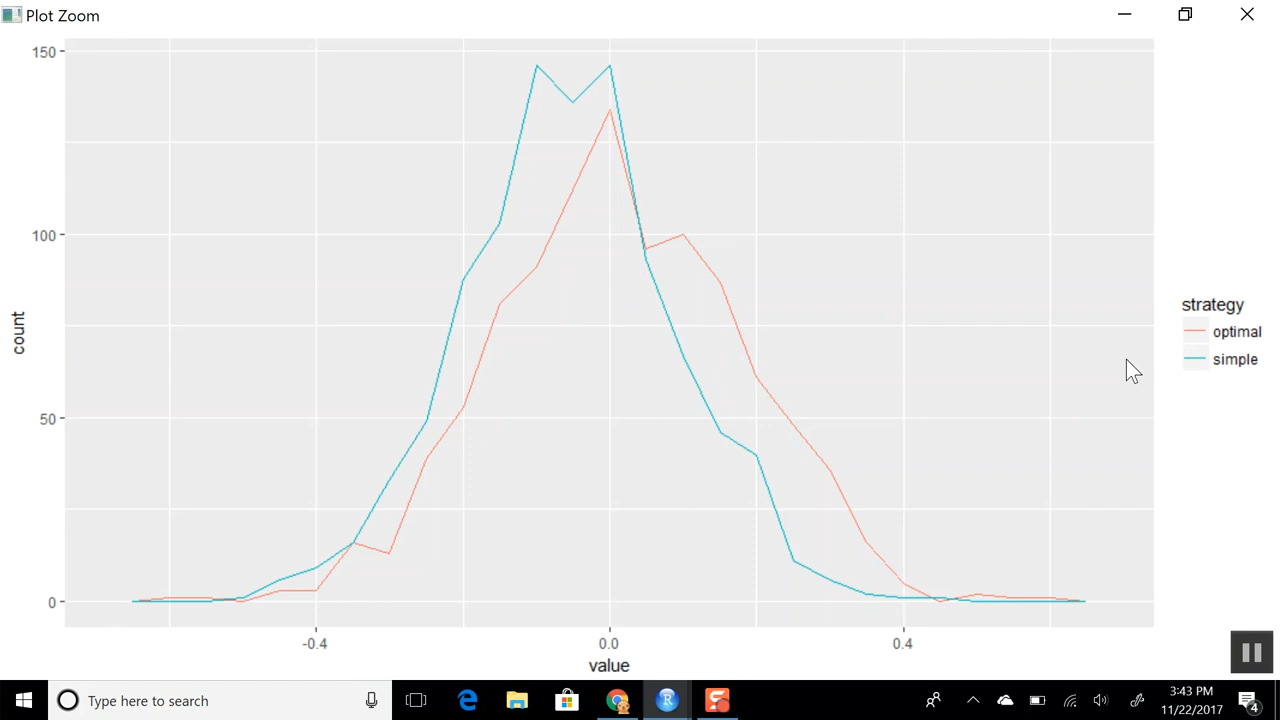 Plot Zoom
150
100
50
0
count
-0.4
0.0
0.4
value
strategy
optimal
simple
Type here to search
3:43 PM
11/22/2017
4